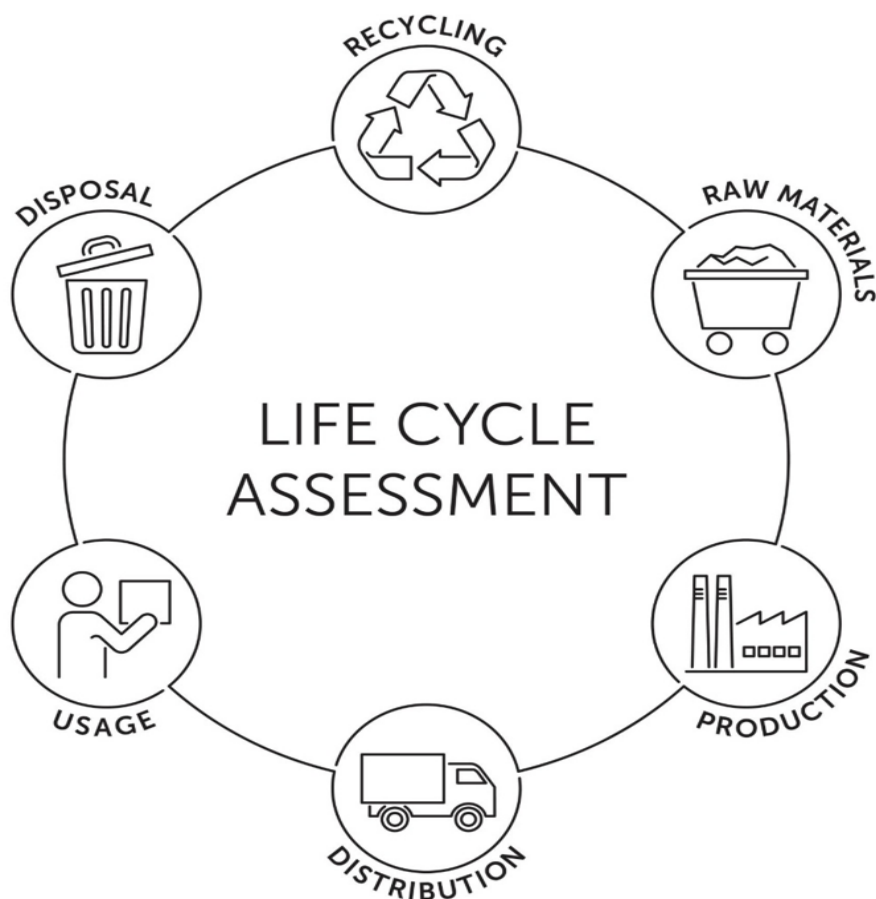 RECYCLING
RAW MATERIALS
PRODUCTION
DISTRIBUTION
USAGE
DISPOSAL
LIFE CYCLE
ASSESSMENT